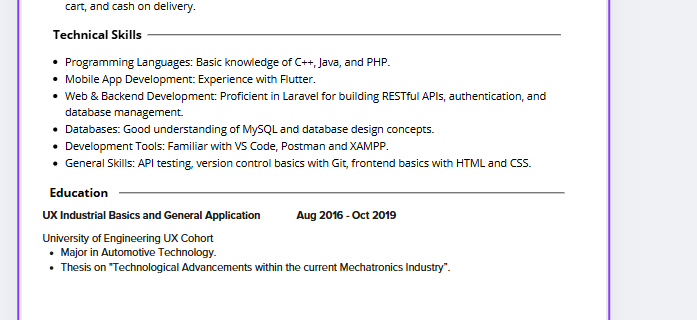 cart, and cash on delivery.
Technical Skills
• Programming Languages: Basic knowledge of C++, Java, and PHP.
• Mobile App Development: Experience with Flutter.
• Web & Backend Development: Proficient in Laravel for building RESTful APIs, authentication, and
database management.
• Databases: Good understanding of MySQL and database design concepts.
• Development Tools: Familiar with VS Code, Postman and XAMPP.
• General Skills: API testing, version control basics with Git, frontend basics with HTML and CSS.
Education
UX Industrial Basics and General Application Aug 2016 - Oct 2019
University of Engineering UX Cohort
• Major in Automotive Technology.
• Thesis on "Technological Advancements within the current Mechatronics Industry".